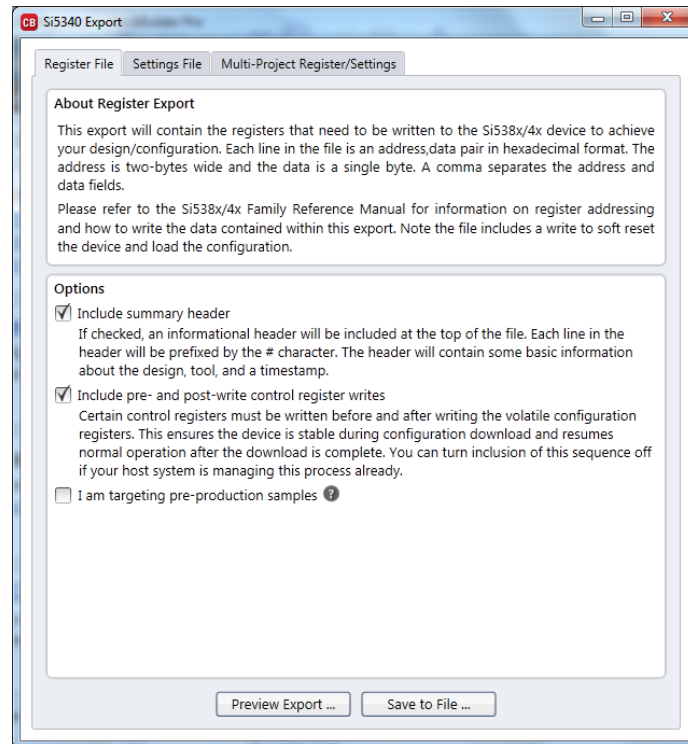 CB Si5340 Export
Register File Settings File Multi-Project Register/Settings
About Register Export
This export will contain the registers that need to be written to the Si538x/4x device to achieve
your design/configuration. Each line in the file is an address,data pair in hexadecimal format. The
address is two-bytes wide and the data is a single byte. A comma separates the address and
data fields.
Please refer to the Si538x/4x Family Reference Manual for information on register addressing
and how to write the data contained within this export. Note the file includes a write to soft reset
the device and load the configuration.
Options
Include summary header
If checked, an informational header will be included at the top of the file. Each line in the
header will be prefixed by the # character. The header will contain some basic information
about the design, tool, and a timestamp.
Include pre- and post-write control register writes
Certain control registers must be written before and after writing the volatile configuration
registers. This ensures the device is stable during configuration download and resumes
normal operation after the download is complete. You can turn inclusion of this sequence off
if your host system is managing this process already.
I am targeting pre-production samples ?
Preview Export ... Save to File ...